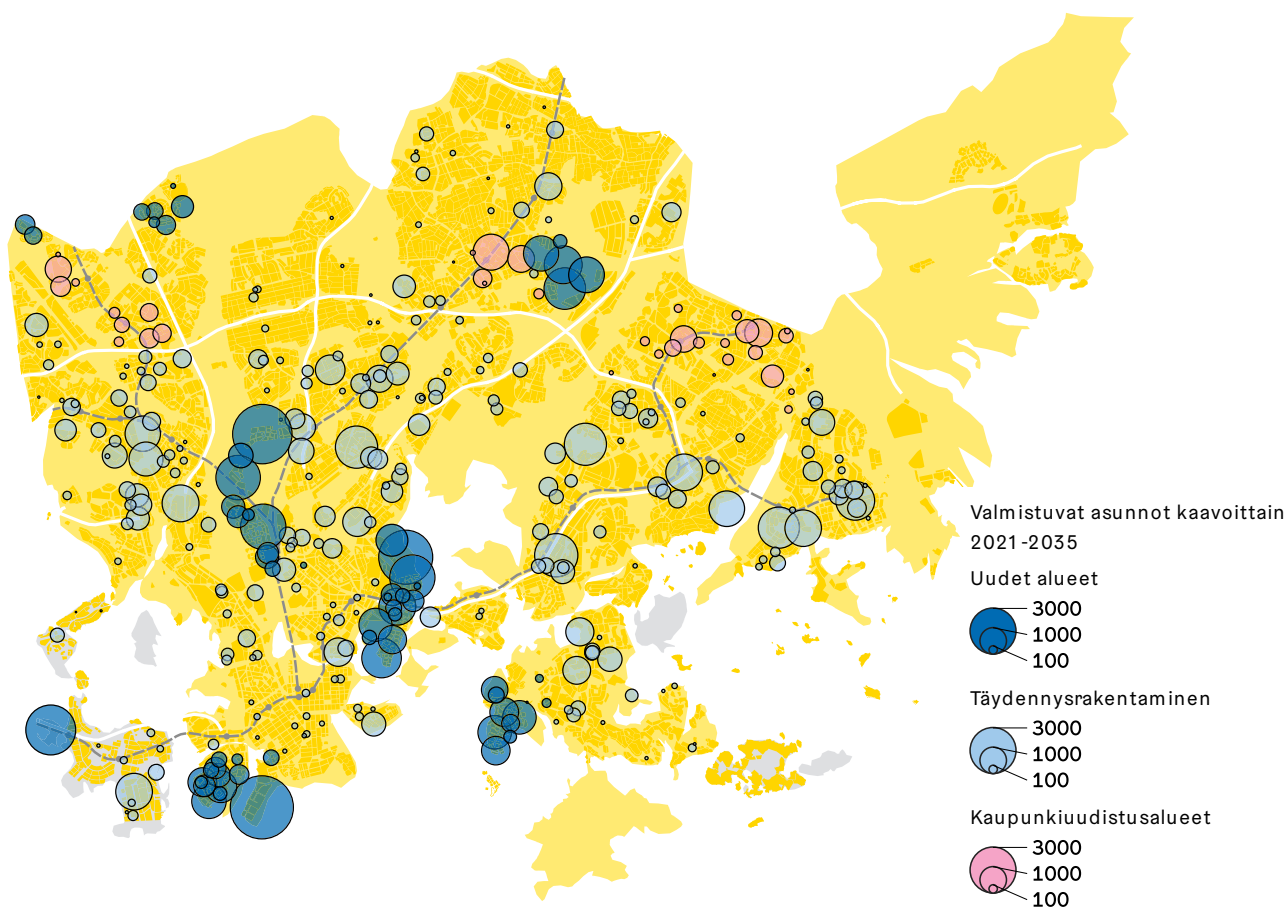 Valmistuvat asunnot kaavoittain
2021-2035
Uudet alueet
3000
1000
100
Täydennysrakentaminen
3000
1000
100
Kaupunkiuudistusalueet
3000
1000
100